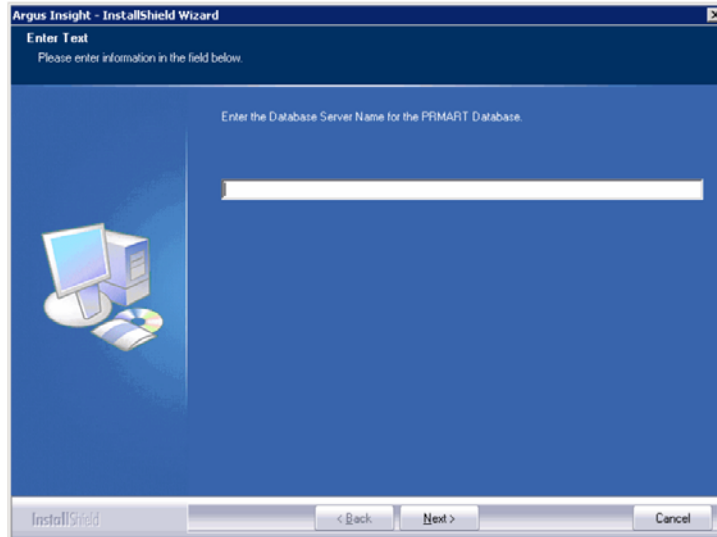 Argus Insight - InstallShield Wizard
Enter Text
Please enter information in the field below.
Enter the Database Server Name for the PRMART Database.
InstallShield
< Back
Next >
Cancel